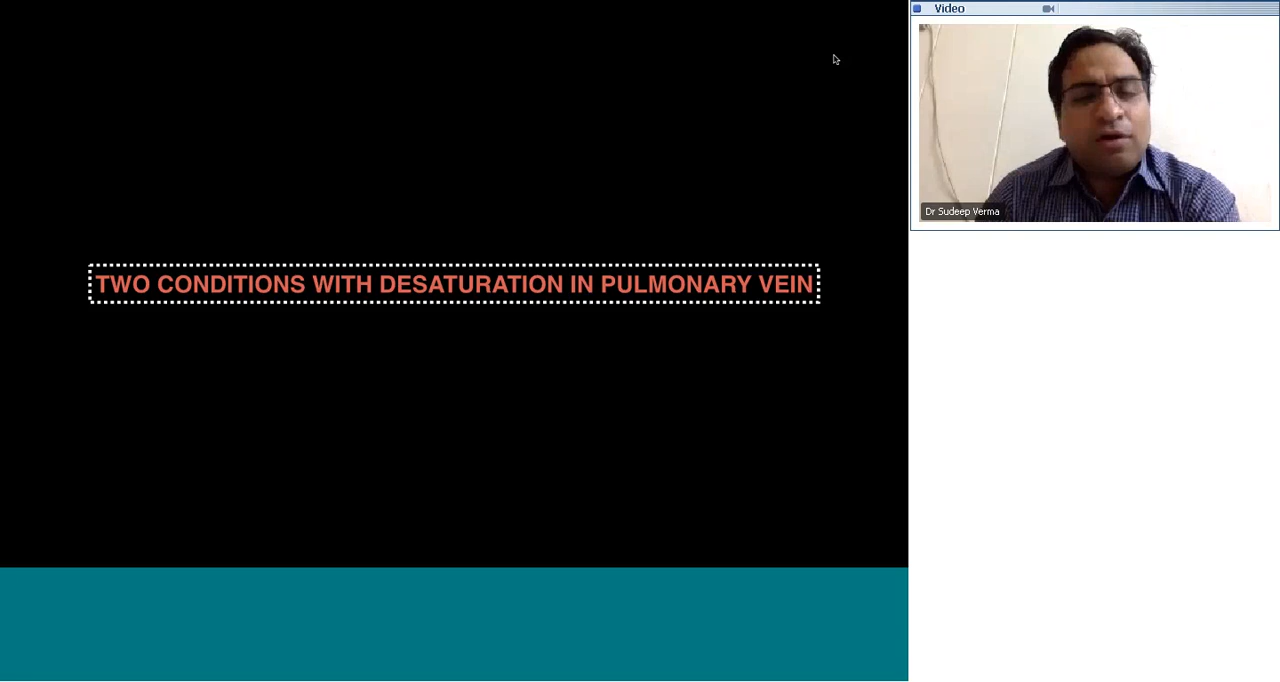 Video
TWO CONDITIONS WITH DESATURATION IN PULMONARY VEIN
Dr Sudeep Verma